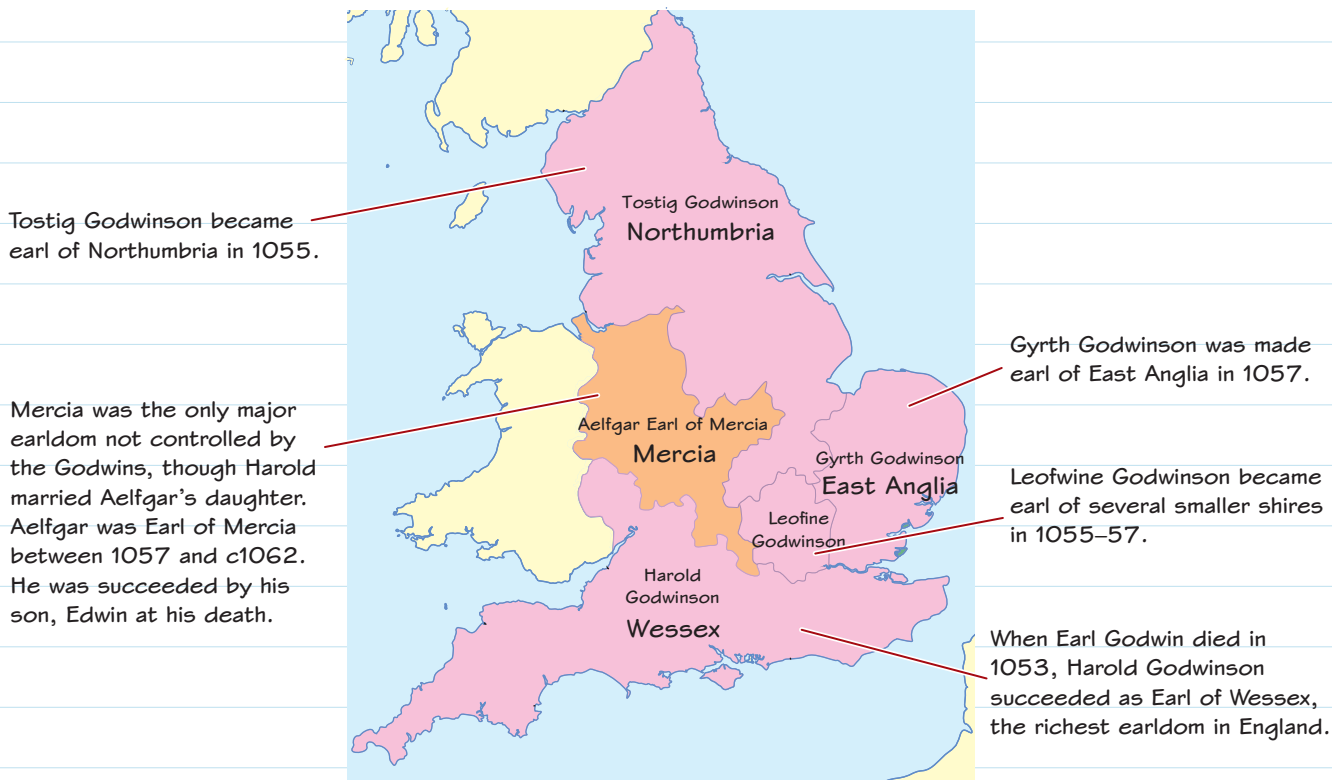 Tostig Godwinson became
earl of Northumbria in 1055.
Mercia was the only major
earldom not controlled by
the Godwins, though Harold
married Aelfgar's daughter.
Aelfgar was Earl of Mercia
between 1057 and c1062.
He was succeeded by his
son, Edwin at his death.
Tostig Godwinson
Northumbria
Aelfgar Earl of Mercia
Mercia
Gyrth Godwinson
East Anglia
Leofine
Godwinson
Harold
Godwinson
Wessex
Gyrth Godwinson was made
earl of East Anglia in 1057.
Leofwine Godwinson became
earl of several smaller shires
in 1055–57.
When Earl Godwin died in
1053, Harold Godwinson
succeeded as Earl of Wessex,
the richest earldom in England.